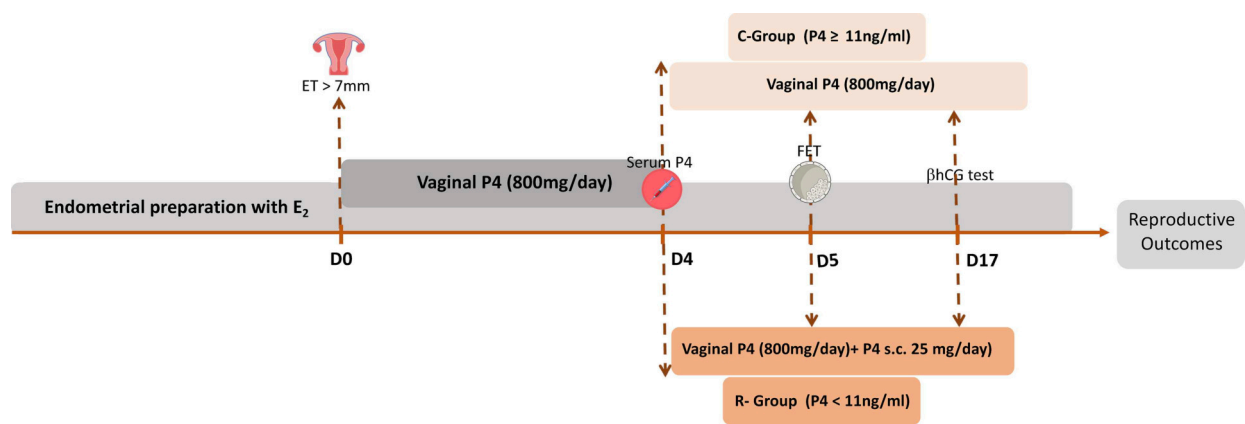 C-Group (P4 ≥ 11ng/ml)
ET > 7mm
Vaginal P4 (800mg/day)
Serum P4
FET
Vaginal P4 (800mg/day)
βhCG test
Endometrial preparation with E₂
Reproductive
Outcomes
D0
D4
D5
D17
Vaginal P4 (800mg/day)+ P4 s.c. 25 mg/day)
R- Group (P4 < 11ng/ml)